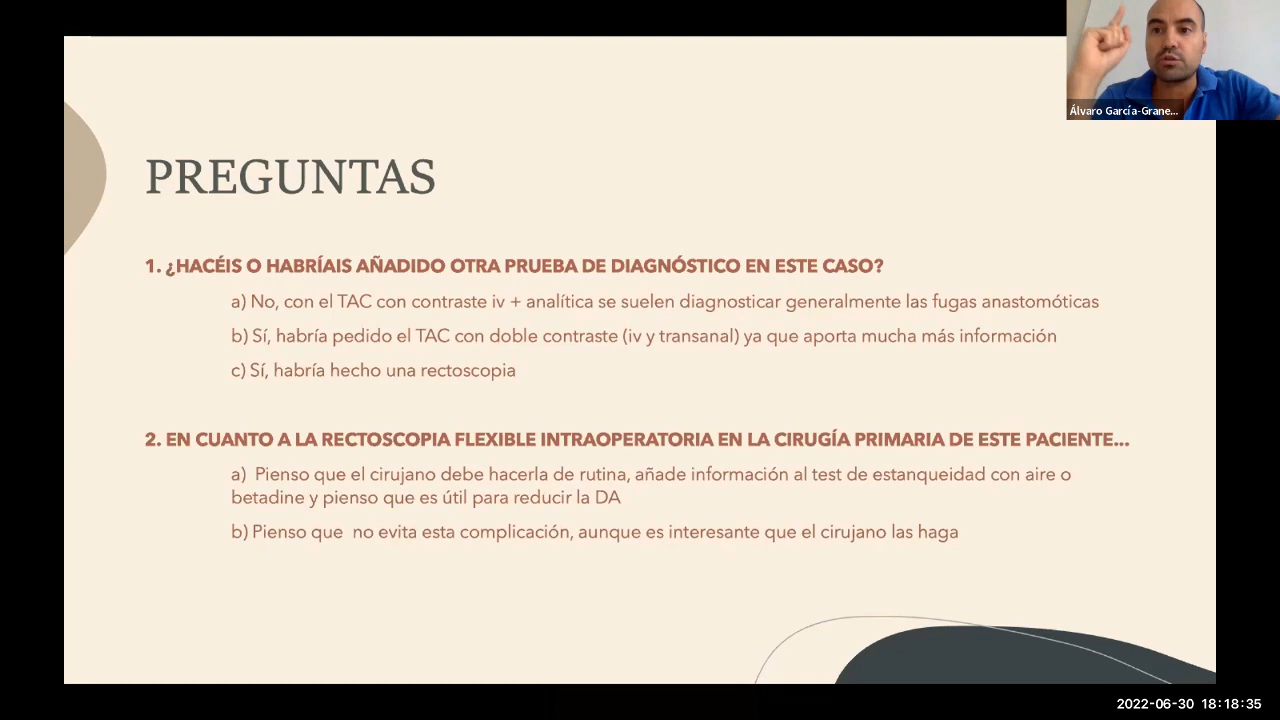 Álvaro García-Grane...
PREGUNTAS
1. ¿HACÉIS O HABRÍAIS AÑADIDO OTRA PRUEBA DE DIAGNÓSTICO EN ESTE CASO?
a) No, con el TAC con contraste iv + analítica se suelen diagnosticar generalmente las fugas anastomóticas
b) Sí, habría pedido el TAC con doble contraste (iv y transanal) ya que aporta mucha más información
c) Sí, habría hecho una rectoscopia
2. EN CUANTO A LA RECTOSCOPIA FLEXIBLE INTRAOPERATORIA EN LA CIRUGÍA PRIMARIA DE ESTE PACIENTE...
a) Pienso que el cirujano debe hacerla de rutina, añade información al test de estanqueidad con aire o
betadine y pienso que es útil para reducir la DA
b) Pienso que no evita esta complicación, aunque es interesante que el cirujano las haga
2022-06-30 18:18:35